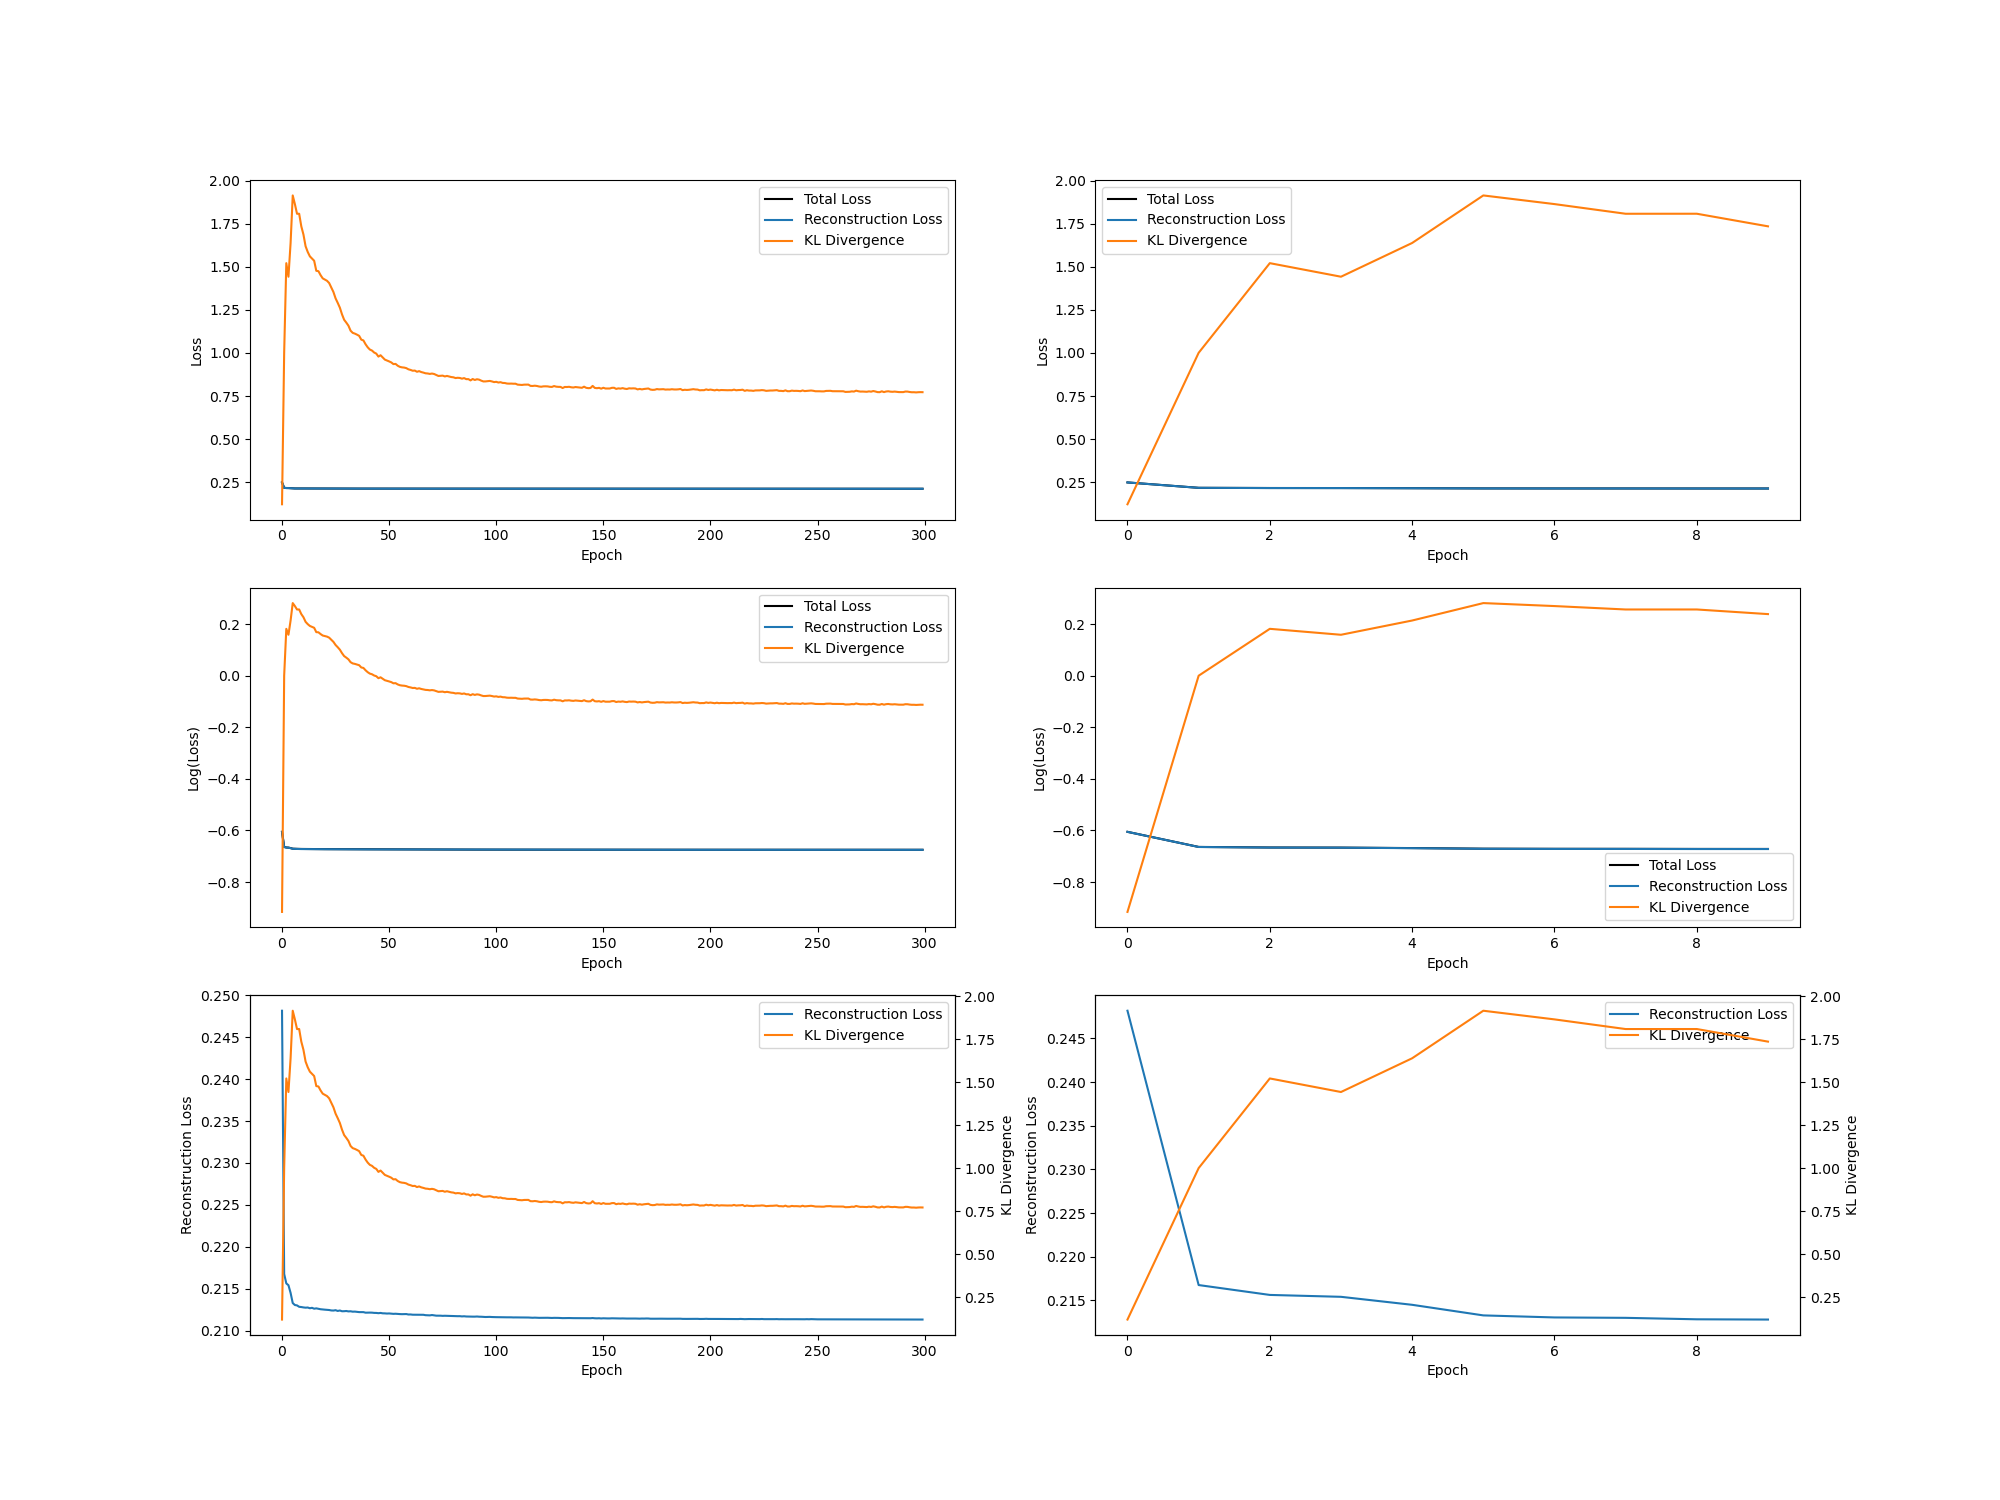 2.00
1.75
1.50
1.25
1.00
0.75
0.50
0.25
Loss
Total Loss
Reconstruction Loss
KL Divergence
0 50 100 150 200 250 300
Epoch
2.00
1.75
1.50
1.25
1.00
0.75
0.50
0.25
Loss
Total Loss
Reconstruction Loss
KL Divergence
0 2 4 6 8
Epoch
0.2
0.0
−0.2
−0.4
−0.6
−0.8
Log(Loss)
Total Loss
Reconstruction Loss
KL Divergence
0 50 100 150 200 250 300
Epoch
0.2
0.0
−0.2
−0.4
−0.6
−0.8
Log(Loss)
Total Loss
Reconstruction Loss
KL Divergence
0 2 4 6 8
Epoch
0.250
0.245
0.240
0.235
0.230
0.225
0.220
0.215
0.210
Reconstruction Loss
Reconstruction Loss
KL Divergence
2.00
1.75
1.50
1.25
1.00
0.75
0.50
0.25
KL Divergence
0 50 100 150 200 250 300
Epoch
0.245
0.240
0.235
0.230
0.225
0.220
0.215
Reconstruction Loss
Reconstruction Loss
KL Divergence
2.00
1.75
1.50
1.25
1.00
0.75
0.50
0.25
KL Divergence
0 2 4 6 8
Epoch